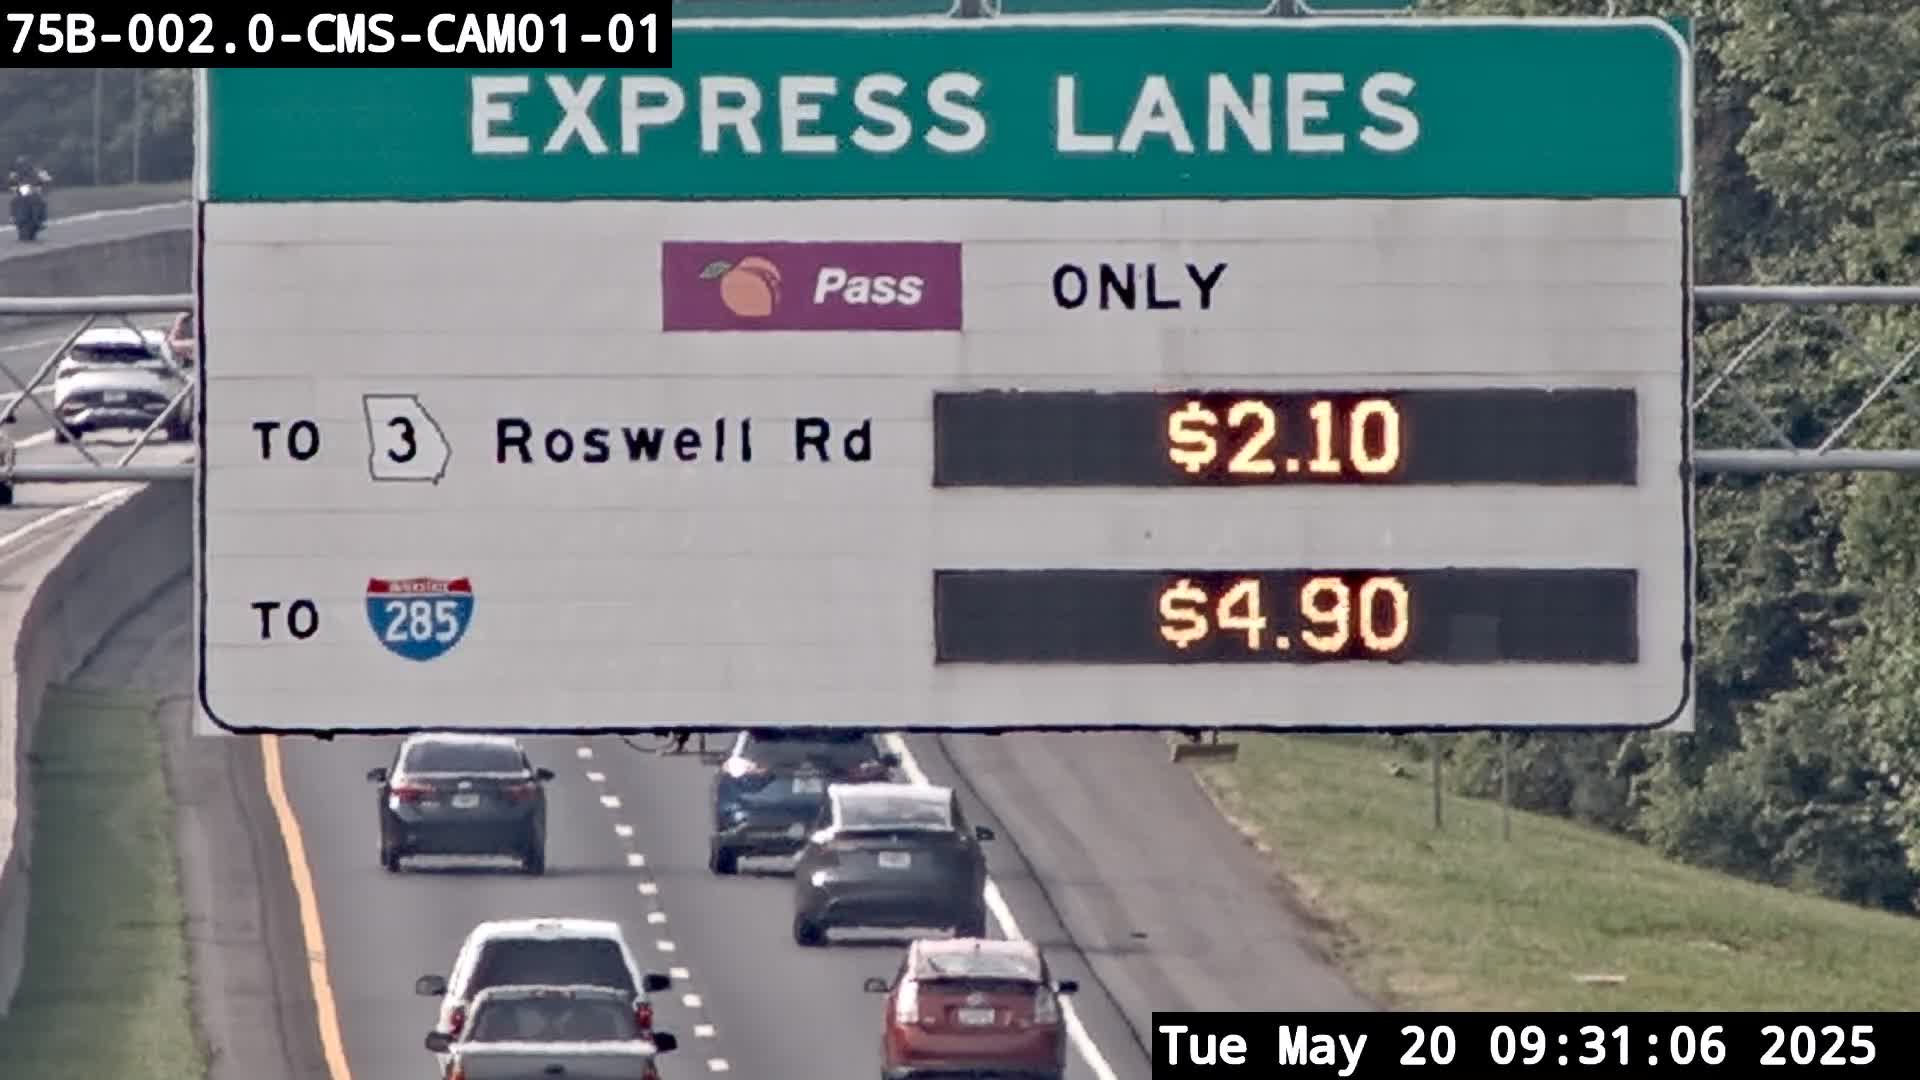 75B-002.0-CMS-CAM01-01
EXPRESS LANES
Pass ONLY
TO 3 Roswell Rd $2.10
TO INTERSTATE 285 $4.90
Tue May 20 09:31:06 2025